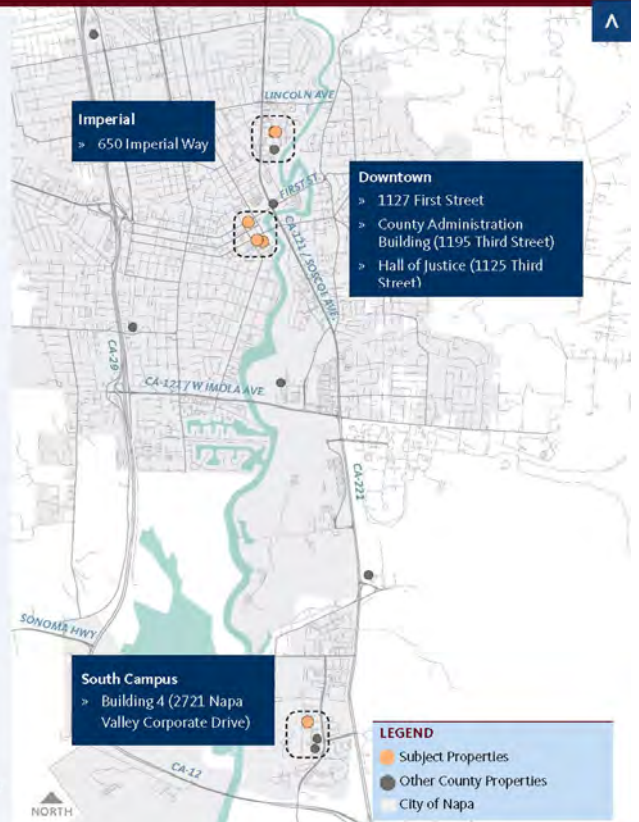 Λ
LINCOLN AVE
Imperial
» 650 Imperial Way
FIRST ST
Downtown
» 1127 First Street
» County Administration
Building (1195 Third Street)
» Hall of Justice (1125 Third
Street)
CA-121 / SOSCOL AVE.
CA-29
CA-121 / W IMOLA AVE
CA-221
SONOMA HWY
South Campus
» Building 4 (2721 Napa
Valley Corporate Drive)
CA-12
NORTH
LEGEND
Subject Properties
Other County Properties
City of Napa